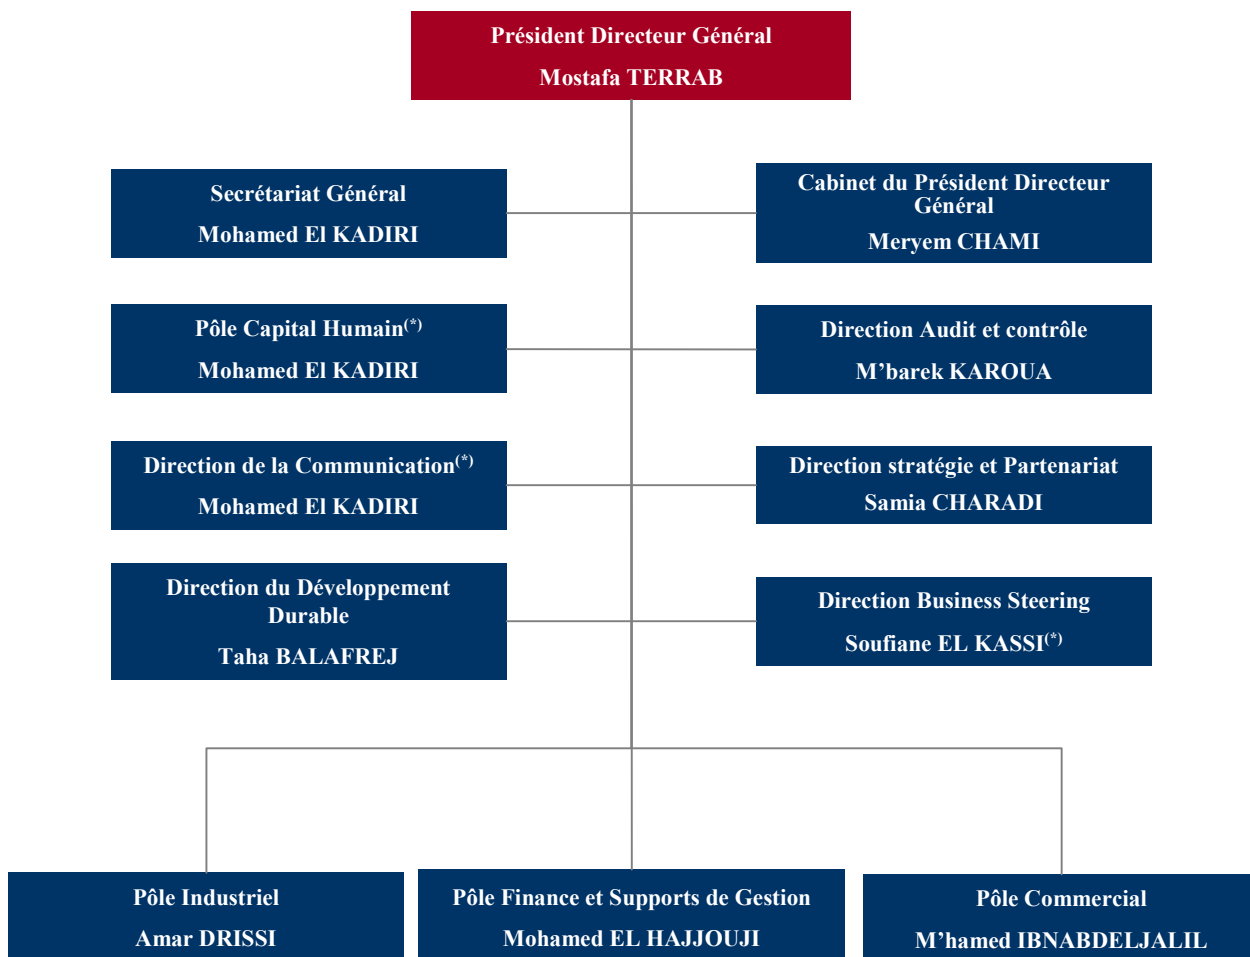 Président Directeur Général
Mostafa TERRAB
Secrétariat Général
Mohamed El KADIRI
Cabinet du Président Directeur
Général
Meryem CHAMI
Pôle Capital Humain(*)
Mohamed El KADIRI
Direction Audit et contrôle
M’barek KAROUA
Direction de la Communication(*)
Mohamed El KADIRI
Direction stratégie et Partenariat
Samia CHARADI
Direction du Développement
Durable
Taha BALAFREJ
Direction Business Steering
Soufiane EL KASSI(*)
Pôle Industriel
Amar DRISSI
Pôle Finance et Supports de Gestion
Mohamed EL HAJJOUJI
Pôle Commercial
M’hamed IBNABDELJALIL